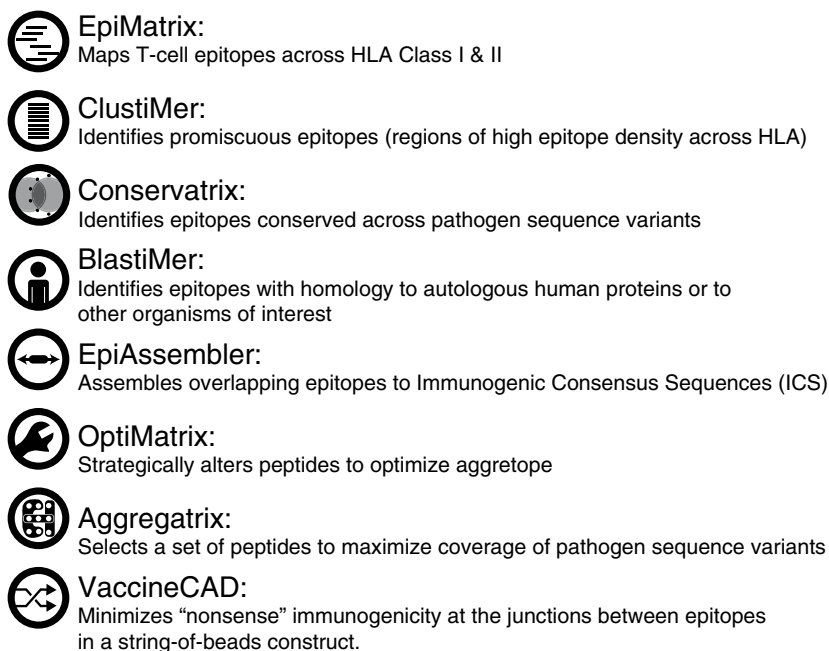 EpiMatrix:
Maps T-cell epitopes across HLA Class I & II
ClustiMer:
Identifies promiscuous epitopes (regions of high epitope density across HLA)
Conservatrix:
Identifies epitopes conserved across pathogen sequence variants
BlastiMer:
Identifies epitopes with homology to autologous human proteins or to
other organisms of interest
EpiAssembler:
Assembles overlapping epitopes to Immunogenic Consensus Sequences (ICS)
OptiMatrix:
Strategically alters peptides to optimize aggretope
Aggregatrix:
Selects a set of peptides to maximize coverage of pathogen sequence variants
VaccineCAD:
Minimizes “nonsense” immunogenicity at the junctions between epitopes
in a string-of-beads construct.